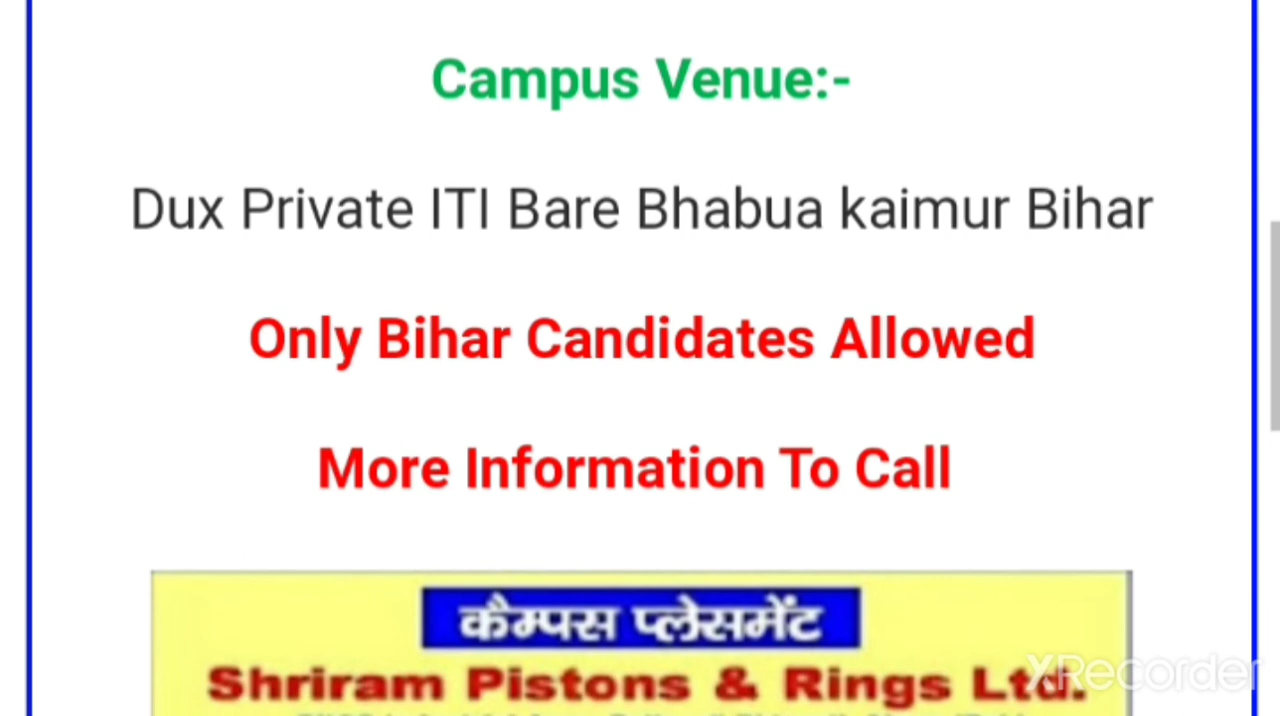 Campus Venue:-
Dux Private ITI Bare Bhabua kaimur Bihar
Only Bihar Candidates Allowed
More Information To Call
कैम्पस प्लेसमेंट
Shriram Pistons & Rings Ltd.
XRecorder